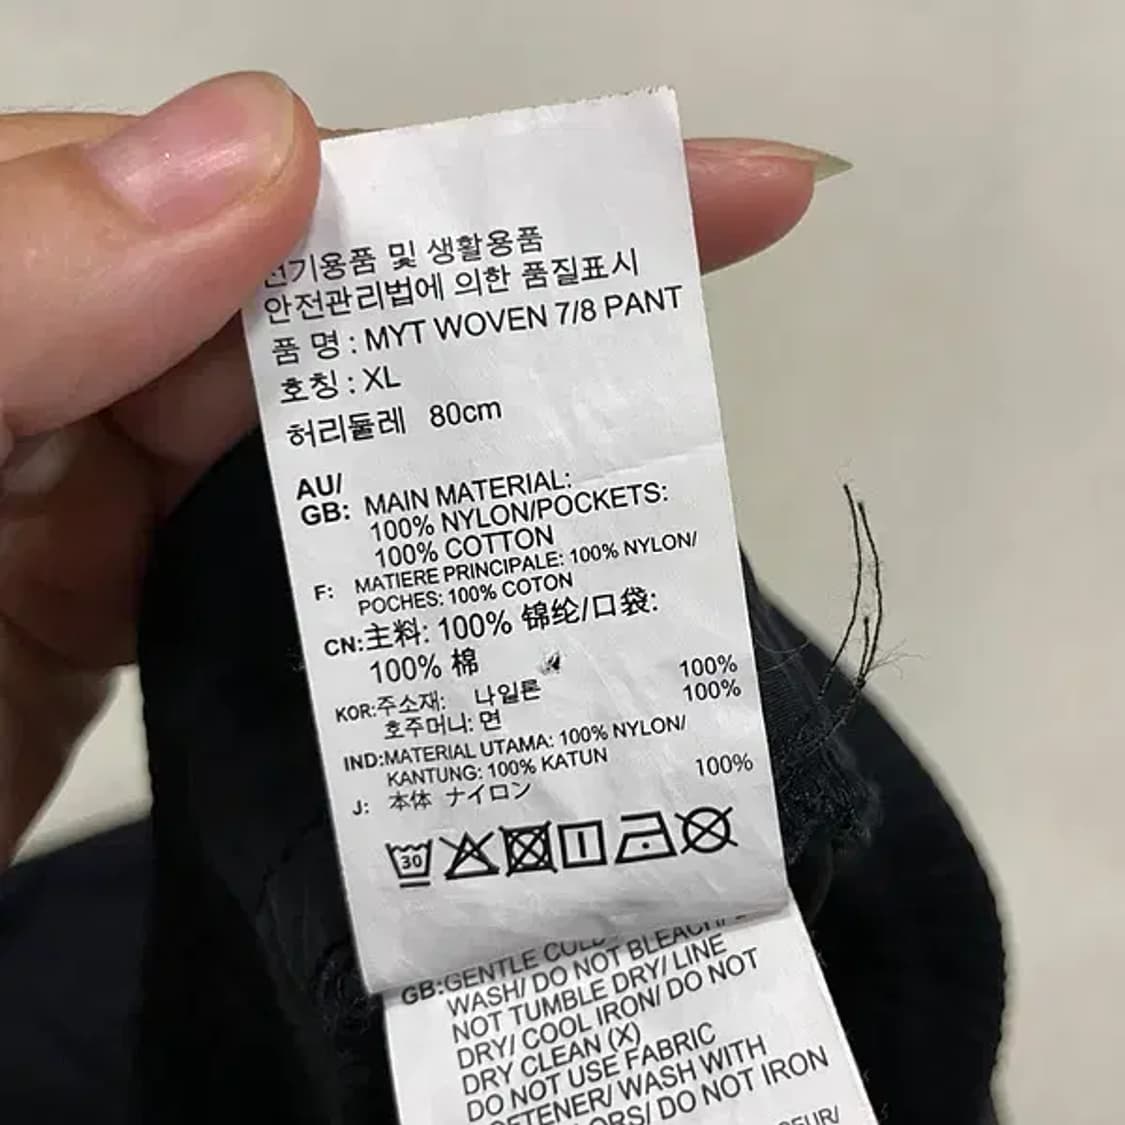 전기용품 및 생활용품
안전관리법에 의한 품질표시
품 명 : MYT WOVEN 7/8 PANT
호칭 : XL
허리둘레 80cm
AU/
GB: MAIN MATERIAL:
100% NYLON/POCKETS:
100% COTTON
F: MATIERE PRINCIPALE: 100% NYLON/
POCHES: 100% COTON
CN:主料: 100% 锦纶/口袋:
100% 棉
KOR:주소재: 나일론 100%
호주머니: 면 100%
IND:MATERIAL UTAMA: 100% NYLON/
KANTUNG: 100% KATUN
J: 本体 ナイロン 100%
30
GB:GENTLE COLD
WASH/ DO NOT BLEACH/
NOT TUMBLE DRY/ LINE
DRY/ COOL IRON/ DO NOT
DRY CLEAN (X)
DO NOT USE FABRIC
SOFTENER/ WASH WITH
DO NOT IRON